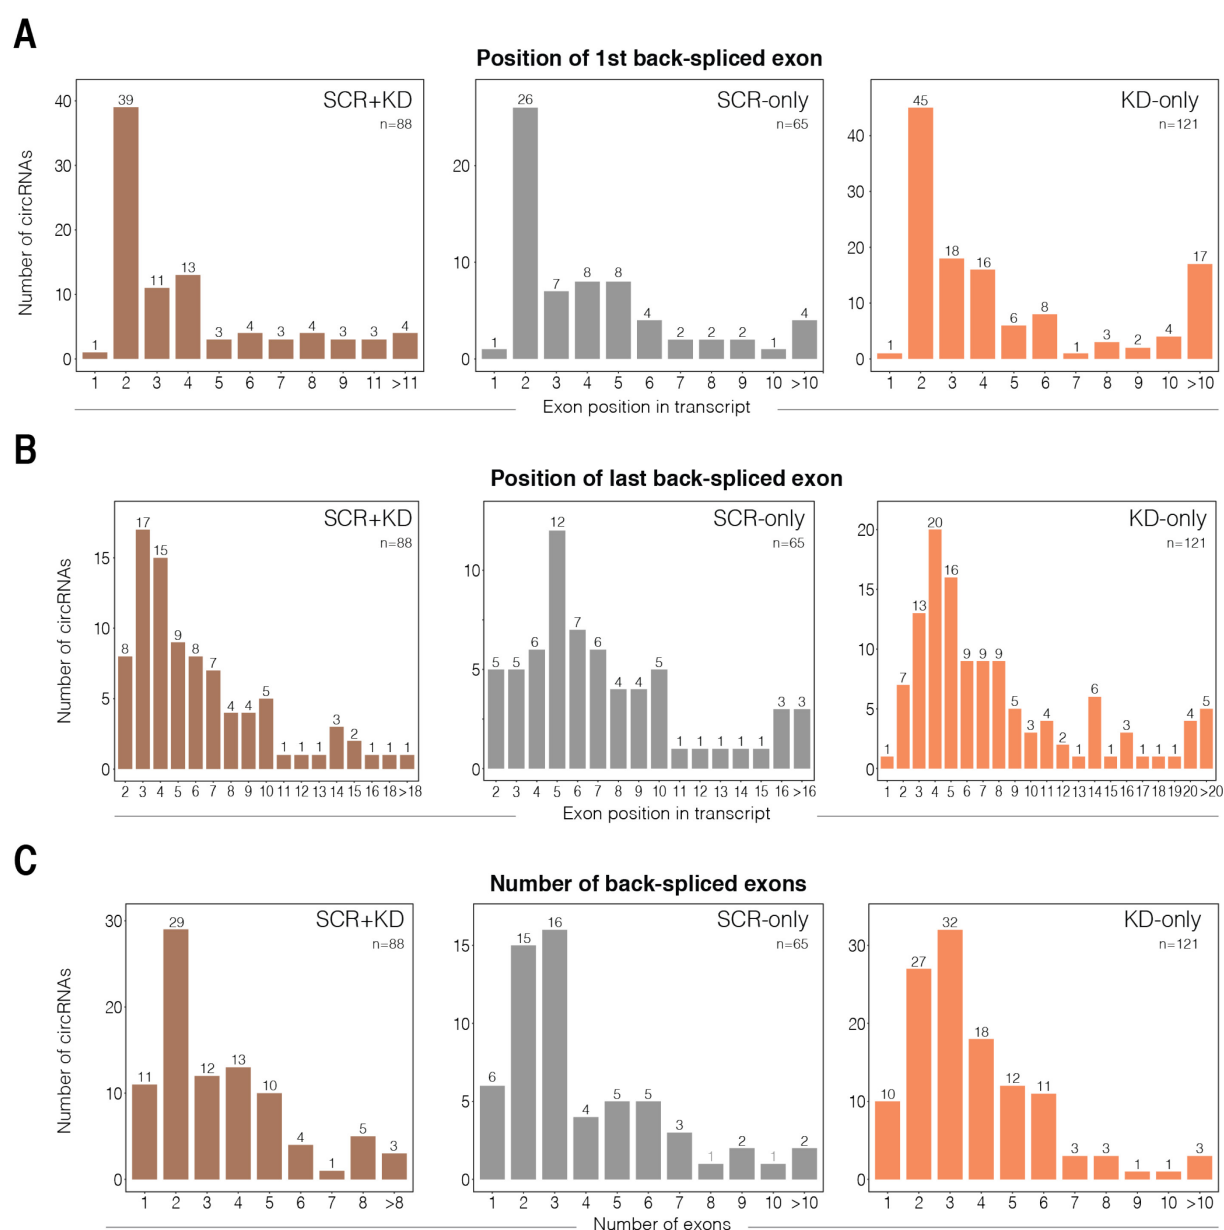 A
Position of 1st back-spliced exon
Number of circRNAs
SCR+KD
n=88
40
30
20
10
0
1 39 11 13 3 4 3 4 3 3 4
1 2 3 4 5 6 7 8 9 11 >11
SCR-only
n=65
20
10
0
1 26 7 8 8 4 2 2 2 1 4
1 2 3 4 5 6 7 8 9 10 >10
KD-only
n=121
40
30
20
10
0
1 45 18 16 6 8 1 3 2 4 17
1 2 3 4 5 6 7 8 9 10 >10
Exon position in transcript
B
Position of last back-spliced exon
Number of circRNAs
SCR+KD
n=88
15
10
5
0
8 17 15 9 8 7 4 4 5 1 1 1 3 2 1 1 1
2 3 4 5 6 7 8 9 10 11 12 13 14 15 16 18 >18
SCR-only
n=65
10
5
0
5 5 6 12 7 6 4 4 5 1 1 1 1 1 3 3
2 3 4 5 6 7 8 9 10 11 12 13 14 15 16 >16
KD-only
n=121
20
15
10
5
0
1 7 13 20 16 9 9 9 5 3 4 2 1 6 1 3 1 1 1 4 5
1 2 3 4 5 6 7 8 9 10 11 12 13 14 15 16 17 18 19 20 >20
Exon position in transcript
C
Number of back-spliced exons
Number of circRNAs
SCR+KD
n=88
30
20
10
0
11 29 12 13 10 4 1 5 3
1 2 3 4 5 6 7 8 >8
SCR-only
n=65
15
10
5
0
6 15 16 4 5 5 3 1 2 1 2
1 2 3 4 5 6 7 8 9 10 >10
KD-only
n=121
30
20
10
0
10 27 32 18 12 11 3 3 1 1 3
1 2 3 4 5 6 7 8 9 10 >10
Number of exons